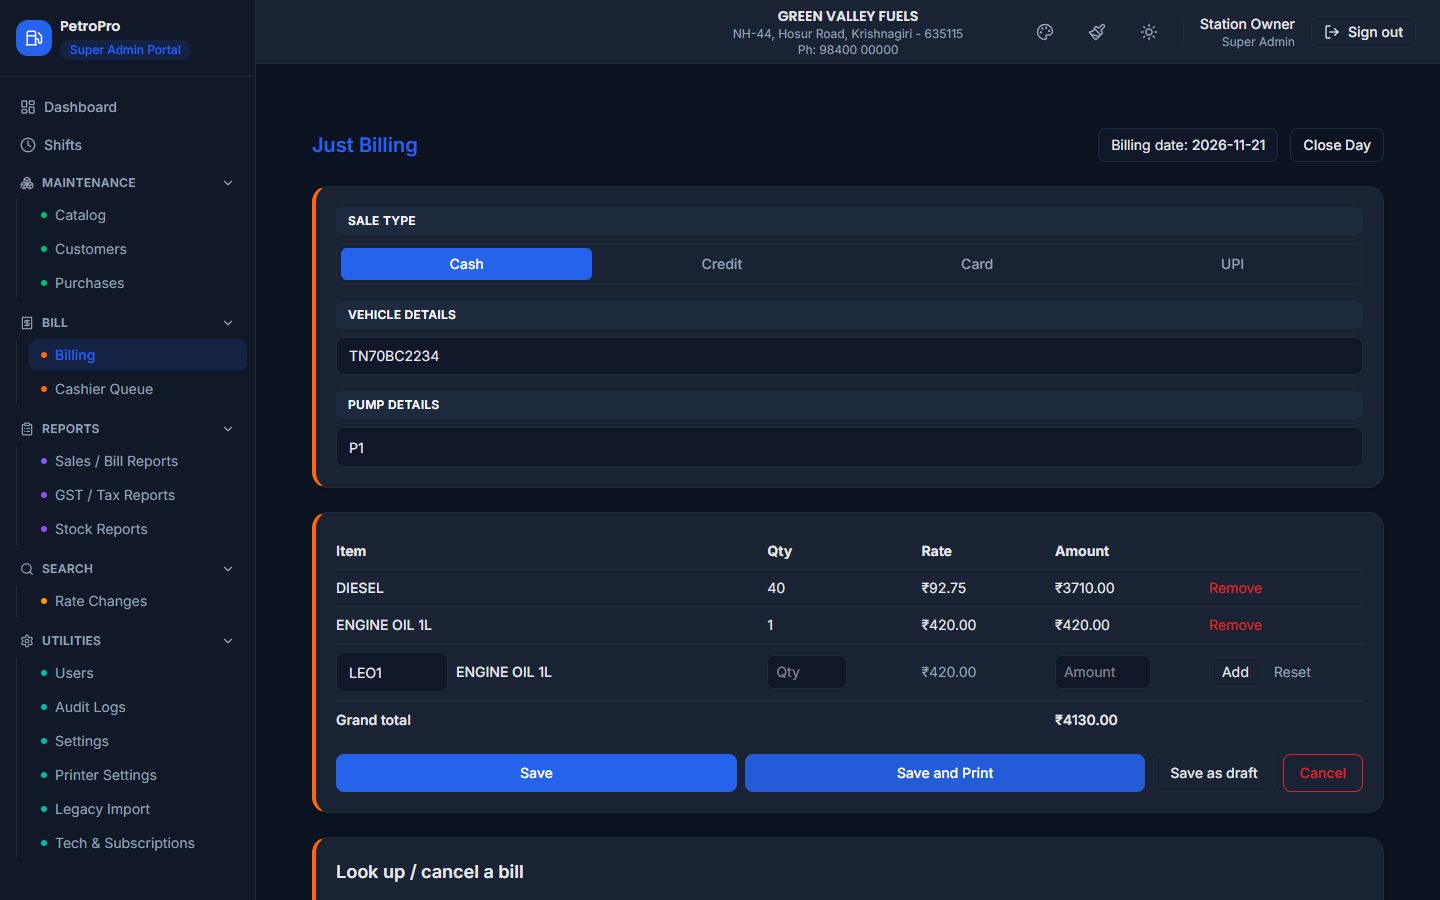 PetroPro
Super Admin Portal
GREEN VALLEY FUELS
NH-44, Hosur Road, Krishnagiri - 635115
Ph: 98400 00000
Station Owner
Super Admin
Sign out
Dashboard
Shifts
MAINTENANCE
Catalog
Customers
Purchases
BILL
Billing
Cashier Queue
REPORTS
Sales / Bill Reports
GST / Tax Reports
Stock Reports
SEARCH
Rate Changes
UTILITIES
Users
Audit Logs
Settings
Printer Settings
Legacy Import
Tech & Subscriptions
Just Billing
Billing date: 2026-11-21
Close Day
SALE TYPE
Cash Credit Card UPI
VEHICLE DETAILS
TN70BC2234
PUMP DETAILS
P1
Item Qty Rate Amount
DIESEL 40 ₹92.75 ₹3710.00 Remove
ENGINE OIL 1L 1 ₹420.00 ₹420.00 Remove
LEO1 ENGINE OIL 1L Qty ₹420.00 Amount Add Reset
Grand total ₹4130.00
Save Save and Print Save as draft Cancel
Look up / cancel a bill